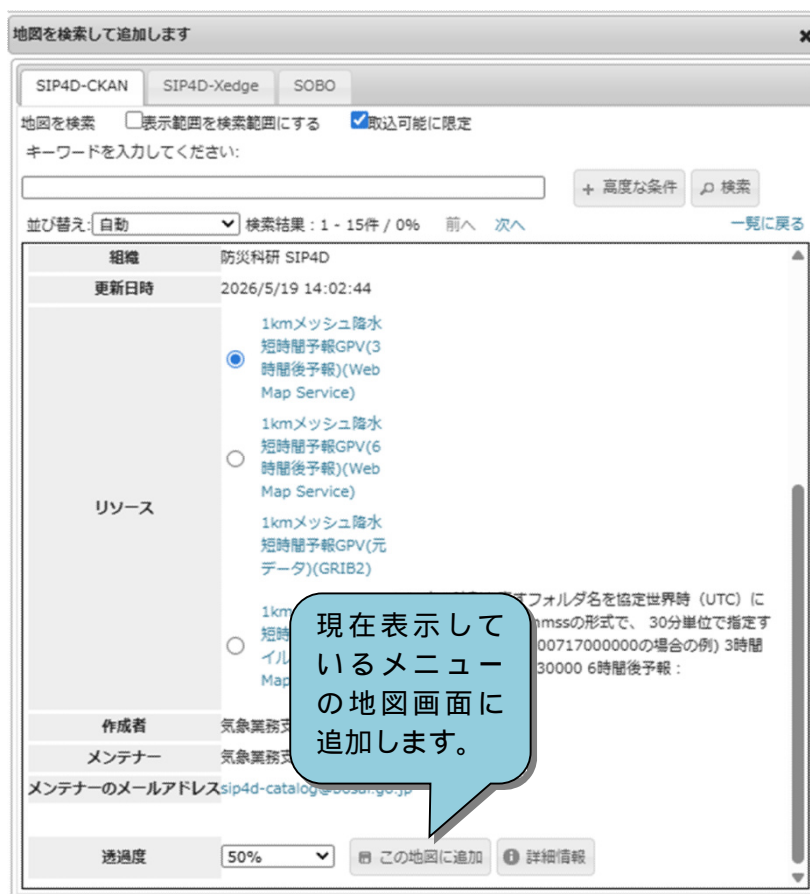 地図を検索して追加します
SIP4D-CKAN SIP4D-Xedge SOBO
地図を検索 表示範囲を検索範囲にする 取込可能に限定
キーワードを入力してください:
+ 高度な条件 検索
並び替え: 自動 検索結果 : 1 - 15件 / 0% 前へ 次へ 一覧に戻る
組織 防災科研 SIP4D
更新日時 2026/5/19 14:02:44
リソース
1kmメッシュ降水
短時間予報GPV(3
時間後予報)(Web
Map Service)
1kmメッシュ降水
短時間予報GPV(6
時間後予報)(Web
Map Service)
1kmメッシュ降水
短時間予報GPV(元
データ)(GRIB2)
1km
短時
イル
Map
すフォルダ名を協定世界時（UTC）に
mssの形式で、 30分単位で指定す
00717000000の場合の例) 3時間
30000 6時間後予報 :
現在表示して
いるメニュー
の地図画面に
追加します。
作成者 気象業務支
メンテナー 気象業務支
メンテナーのメールアドレス sip4d-catalog@bosai.go.jp
透過度 50% この地図に追加 詳細情報